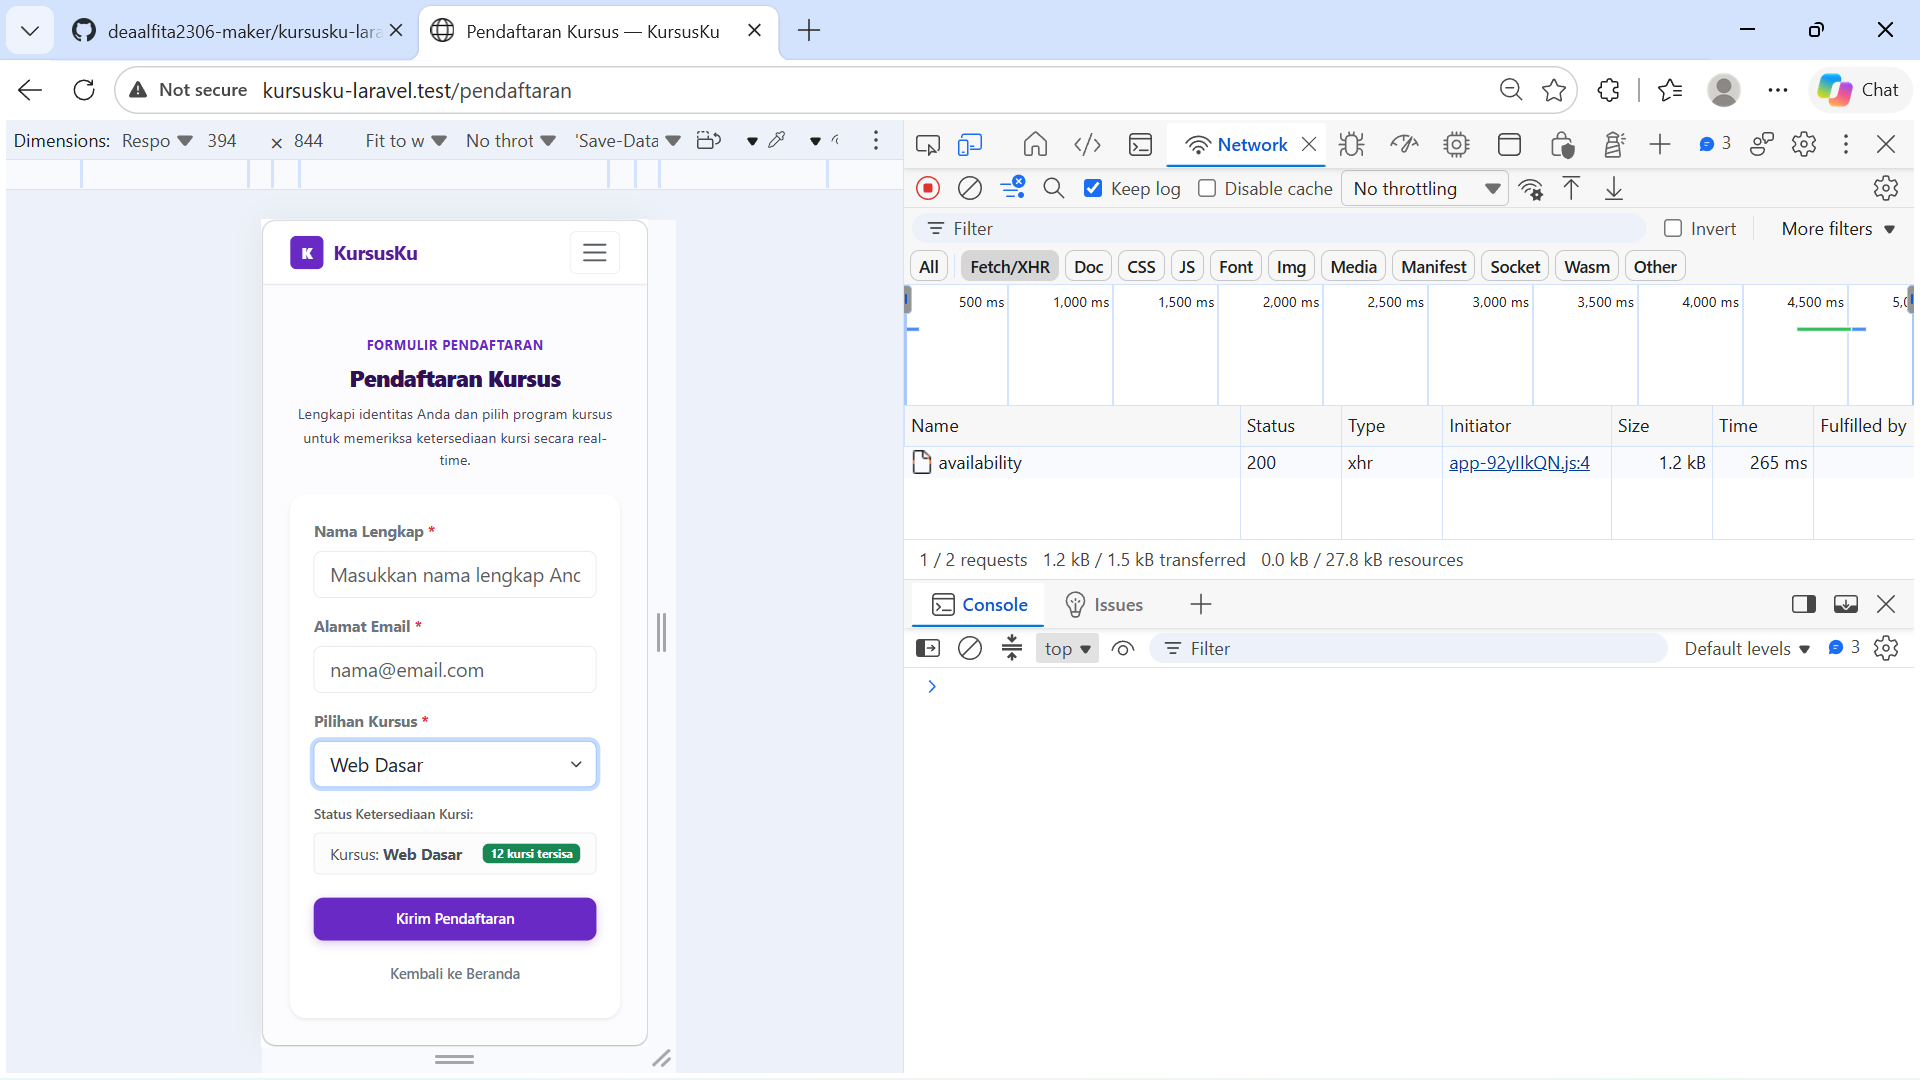 deaalfita2306-maker/kursusku-lara
Pendaftaran Kursus — KursusKu
Not secure kursusku-laravel.test/pendaftaran
Chat
Dimensions: Respo 394 × 844 Fit to w No throt 'Save-Data
Network
3
Keep log
Disable cache
No throttling
Filter
Invert
More filters
All Fetch/XHR Doc CSS JS Font Img Media Manifest Socket Wasm Other
500 ms 1,000 ms 1,500 ms 2,000 ms 2,500 ms 3,000 ms 3,500 ms 4,000 ms 4,500 ms 5,0
Name Status Type Initiator Size Time Fulfilled by
availability 200 xhr 1.2 kB 265 ms
1 / 2 requests 1.2 kB / 1.5 kB transferred 0.0 kB / 27.8 kB resources
Console
Issues
top
Filter
Default levels
3
K KursusKu
FORMULIR PENDAFTARAN
Pendaftaran Kursus
Lengkapi identitas Anda dan pilih program kursus
untuk memeriksa ketersediaan kursi secara real-
time.
Nama Lengkap *
Masukkan nama lengkap Anc
Alamat Email *
nama@email.com
Pilihan Kursus *
Web Dasar
Status Ketersediaan Kursi:
Kursus: Web Dasar 12 kursi tersisa
Kirim Pendaftaran
Kembali ke Beranda